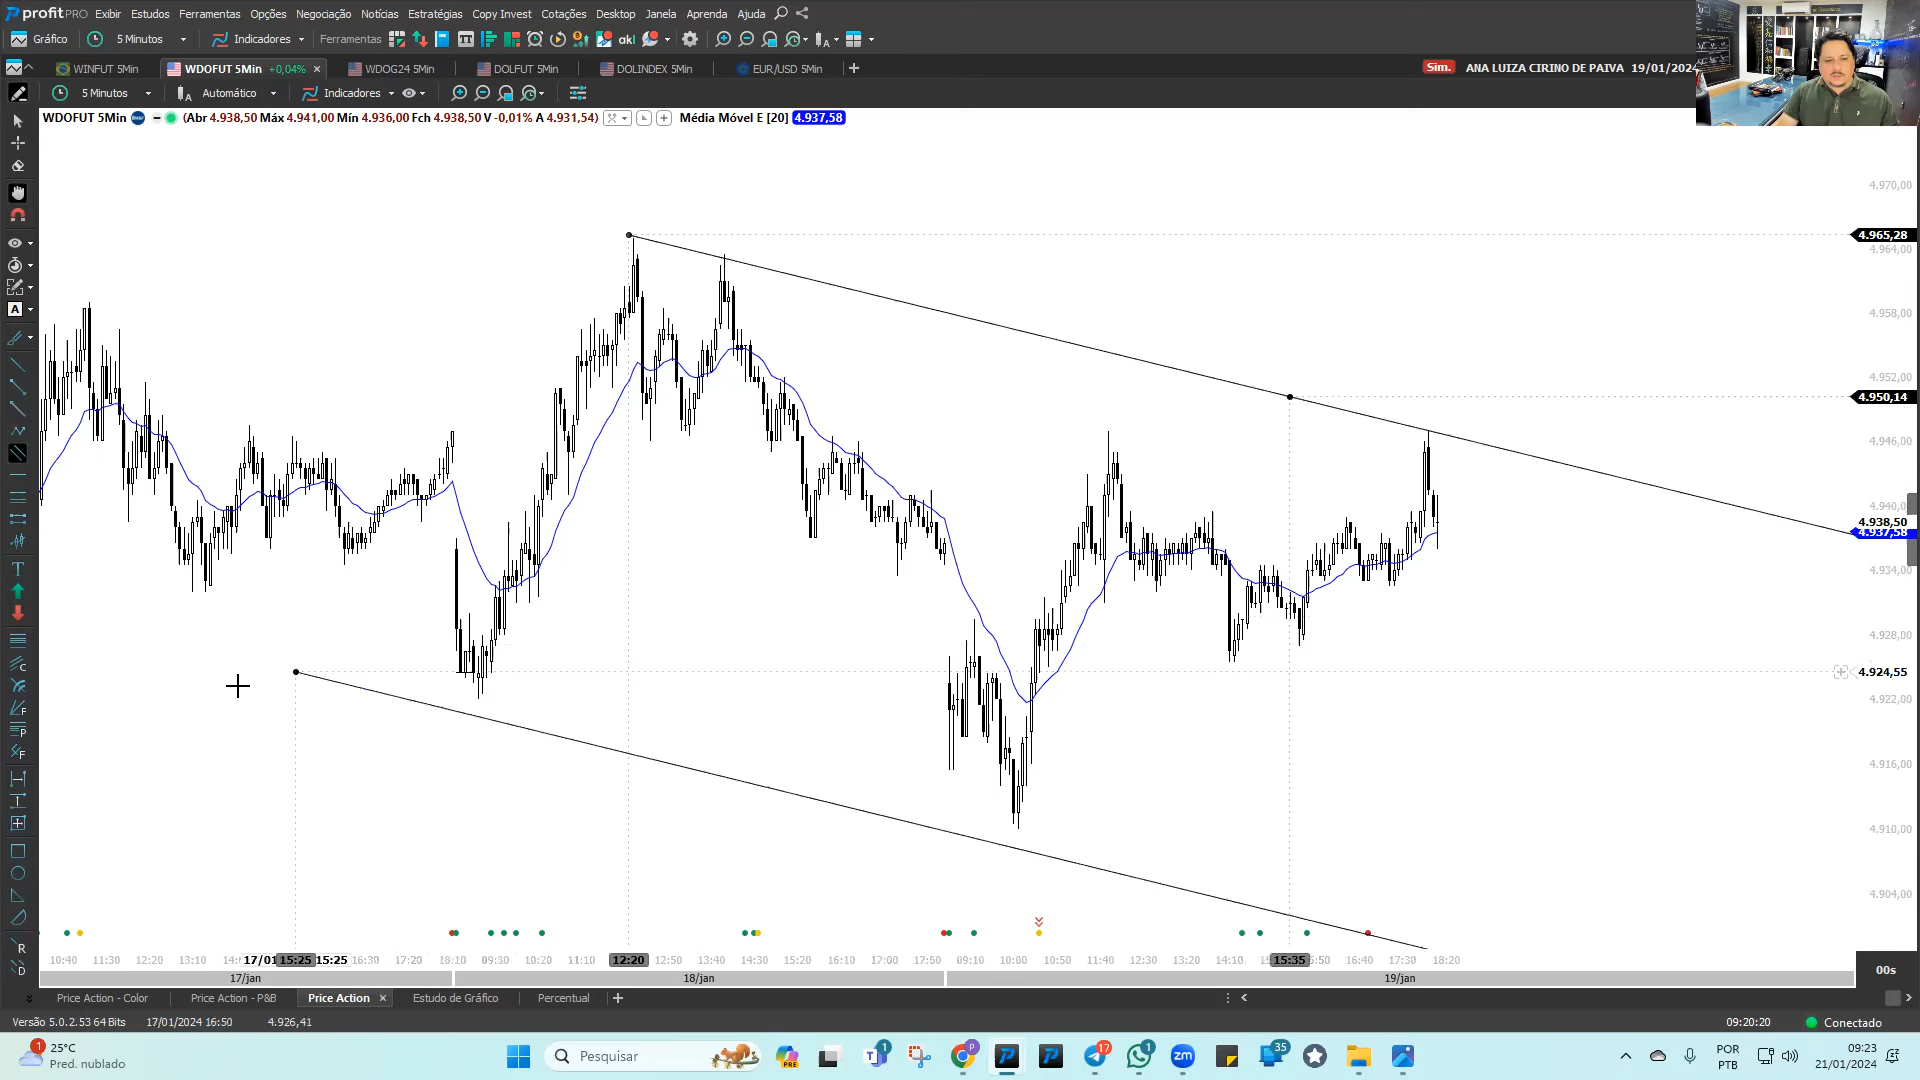 profit PRO Exibir Estudos Ferramentas Opções Negociação Notícias Estratégias Copy Invest Cotações Desktop Janela Aprenda Ajuda
Gráfico 5 Minutos Indicadores Ferramentas
WINFUT 5Min WDOFUT 5Min +0,04% WDOG24 5Min DOLFUT 5Min DOLINDEX 5Min EUR/USD 5Min Sim. ANA LUIZA CIRINO DE PAIVA 19/01/2024
5 Minutos Automático Indicadores
WDOFUT 5Min (Abr 4.938,50 Máx 4.941,00 Mín 4.936,00 Fch 4.938,50 V -0,01% A 4.931,54) Média Móvel E [20] 4.937,58
4.970,00
4.965,28
4.964,00
4.958,00
4.952,00
4.950,14
4.946,00
4.940,00
4.938,50
4.937,58
4.934,00
4.928,00
4.924,55
4.922,00
4.916,00
4.910,00
4.904,00
10:40 11:30 12:20 13:10 17/01 15:25 15:25 16:30 17:20 18:10 09:30 10:20 11:10 12:20 12:50 13:40 14:30 15:20 16:10 17:00 17:50 09:10 10:00 10:50 11:40 12:30 13:20 14:10 15:35 16:40 17:30 18:20
17/jan 18/jan 19/jan
00s
Price Action - Color Price Action - P&B Price Action Estudo de Gráfico Percentual
Versão 5.0.2.53 64 Bits 17/01/2024 16:50 4.926,41 09:20:20 Conectado
1 25°C
Pred. nublado
Pesquisar
PRE
1
P
17
1
zm
35
POR
PTB
09:23
21/01/2024